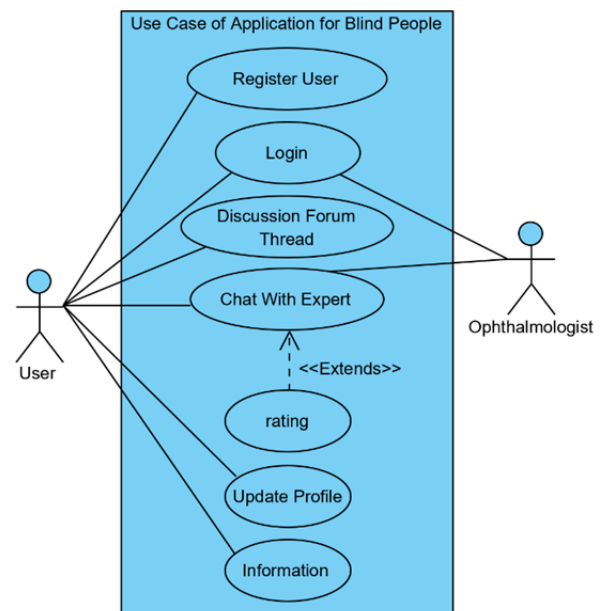 Use Case of Application for Blind People
Register User
Login
Discussion Forum
Thread
Chat With Expert
<<Extends>>
rating
Update Profile
Information
User
Ophthalmologist